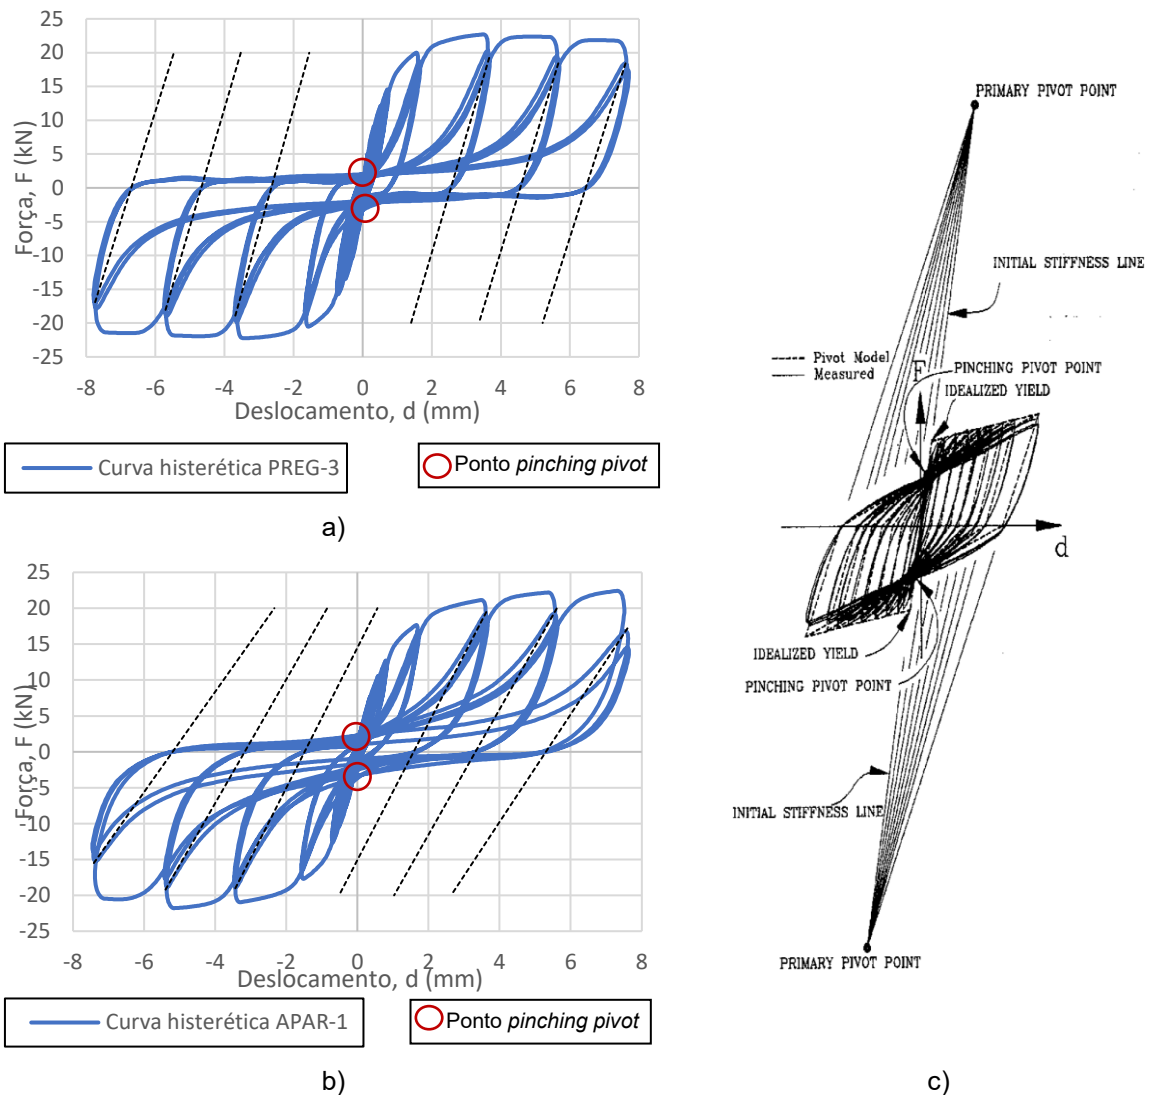 25
20
15
10
5
0
-5
-10
-15
-20
-25
Força, F (kN)
-8
-6
-4
-2
0
2
4
6
8
Deslocamento, d (mm)
Curva histerética PREG-3
Ponto pinching pivot
a)
25
20
15
10
5
0
-5
-10
-15
-20
-25
Força, F (kN)
-8
-6
-4
-2
0
2
4
6
8
Deslocamento, d (mm)
Curva histerética APAR-1
Ponto pinching pivot
b)
PRIMARY PIVOT POINT
INITIAL STIFFNESS LINE
Pivot Model
Measured
F
PINCHING PIVOT POINT
IDEALIZED YIELD
d
IDEALIZED YIELD
PINCHING PIVOT POINT
INITIAL STIFFNESS LINE
PRIMARY PIVOT POINT
c)